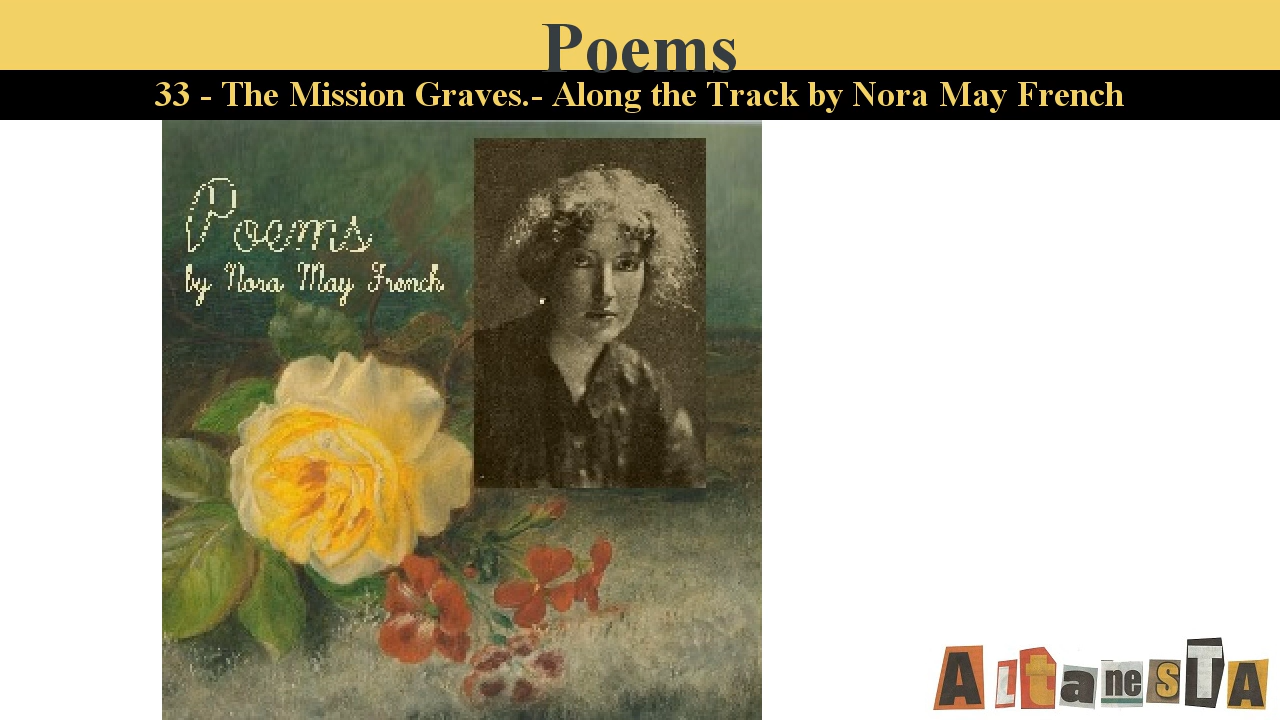 Poems
33 - The Mission Graves.- Along the Track by Nora May French
Poems
by Nora May French
AltanesTA